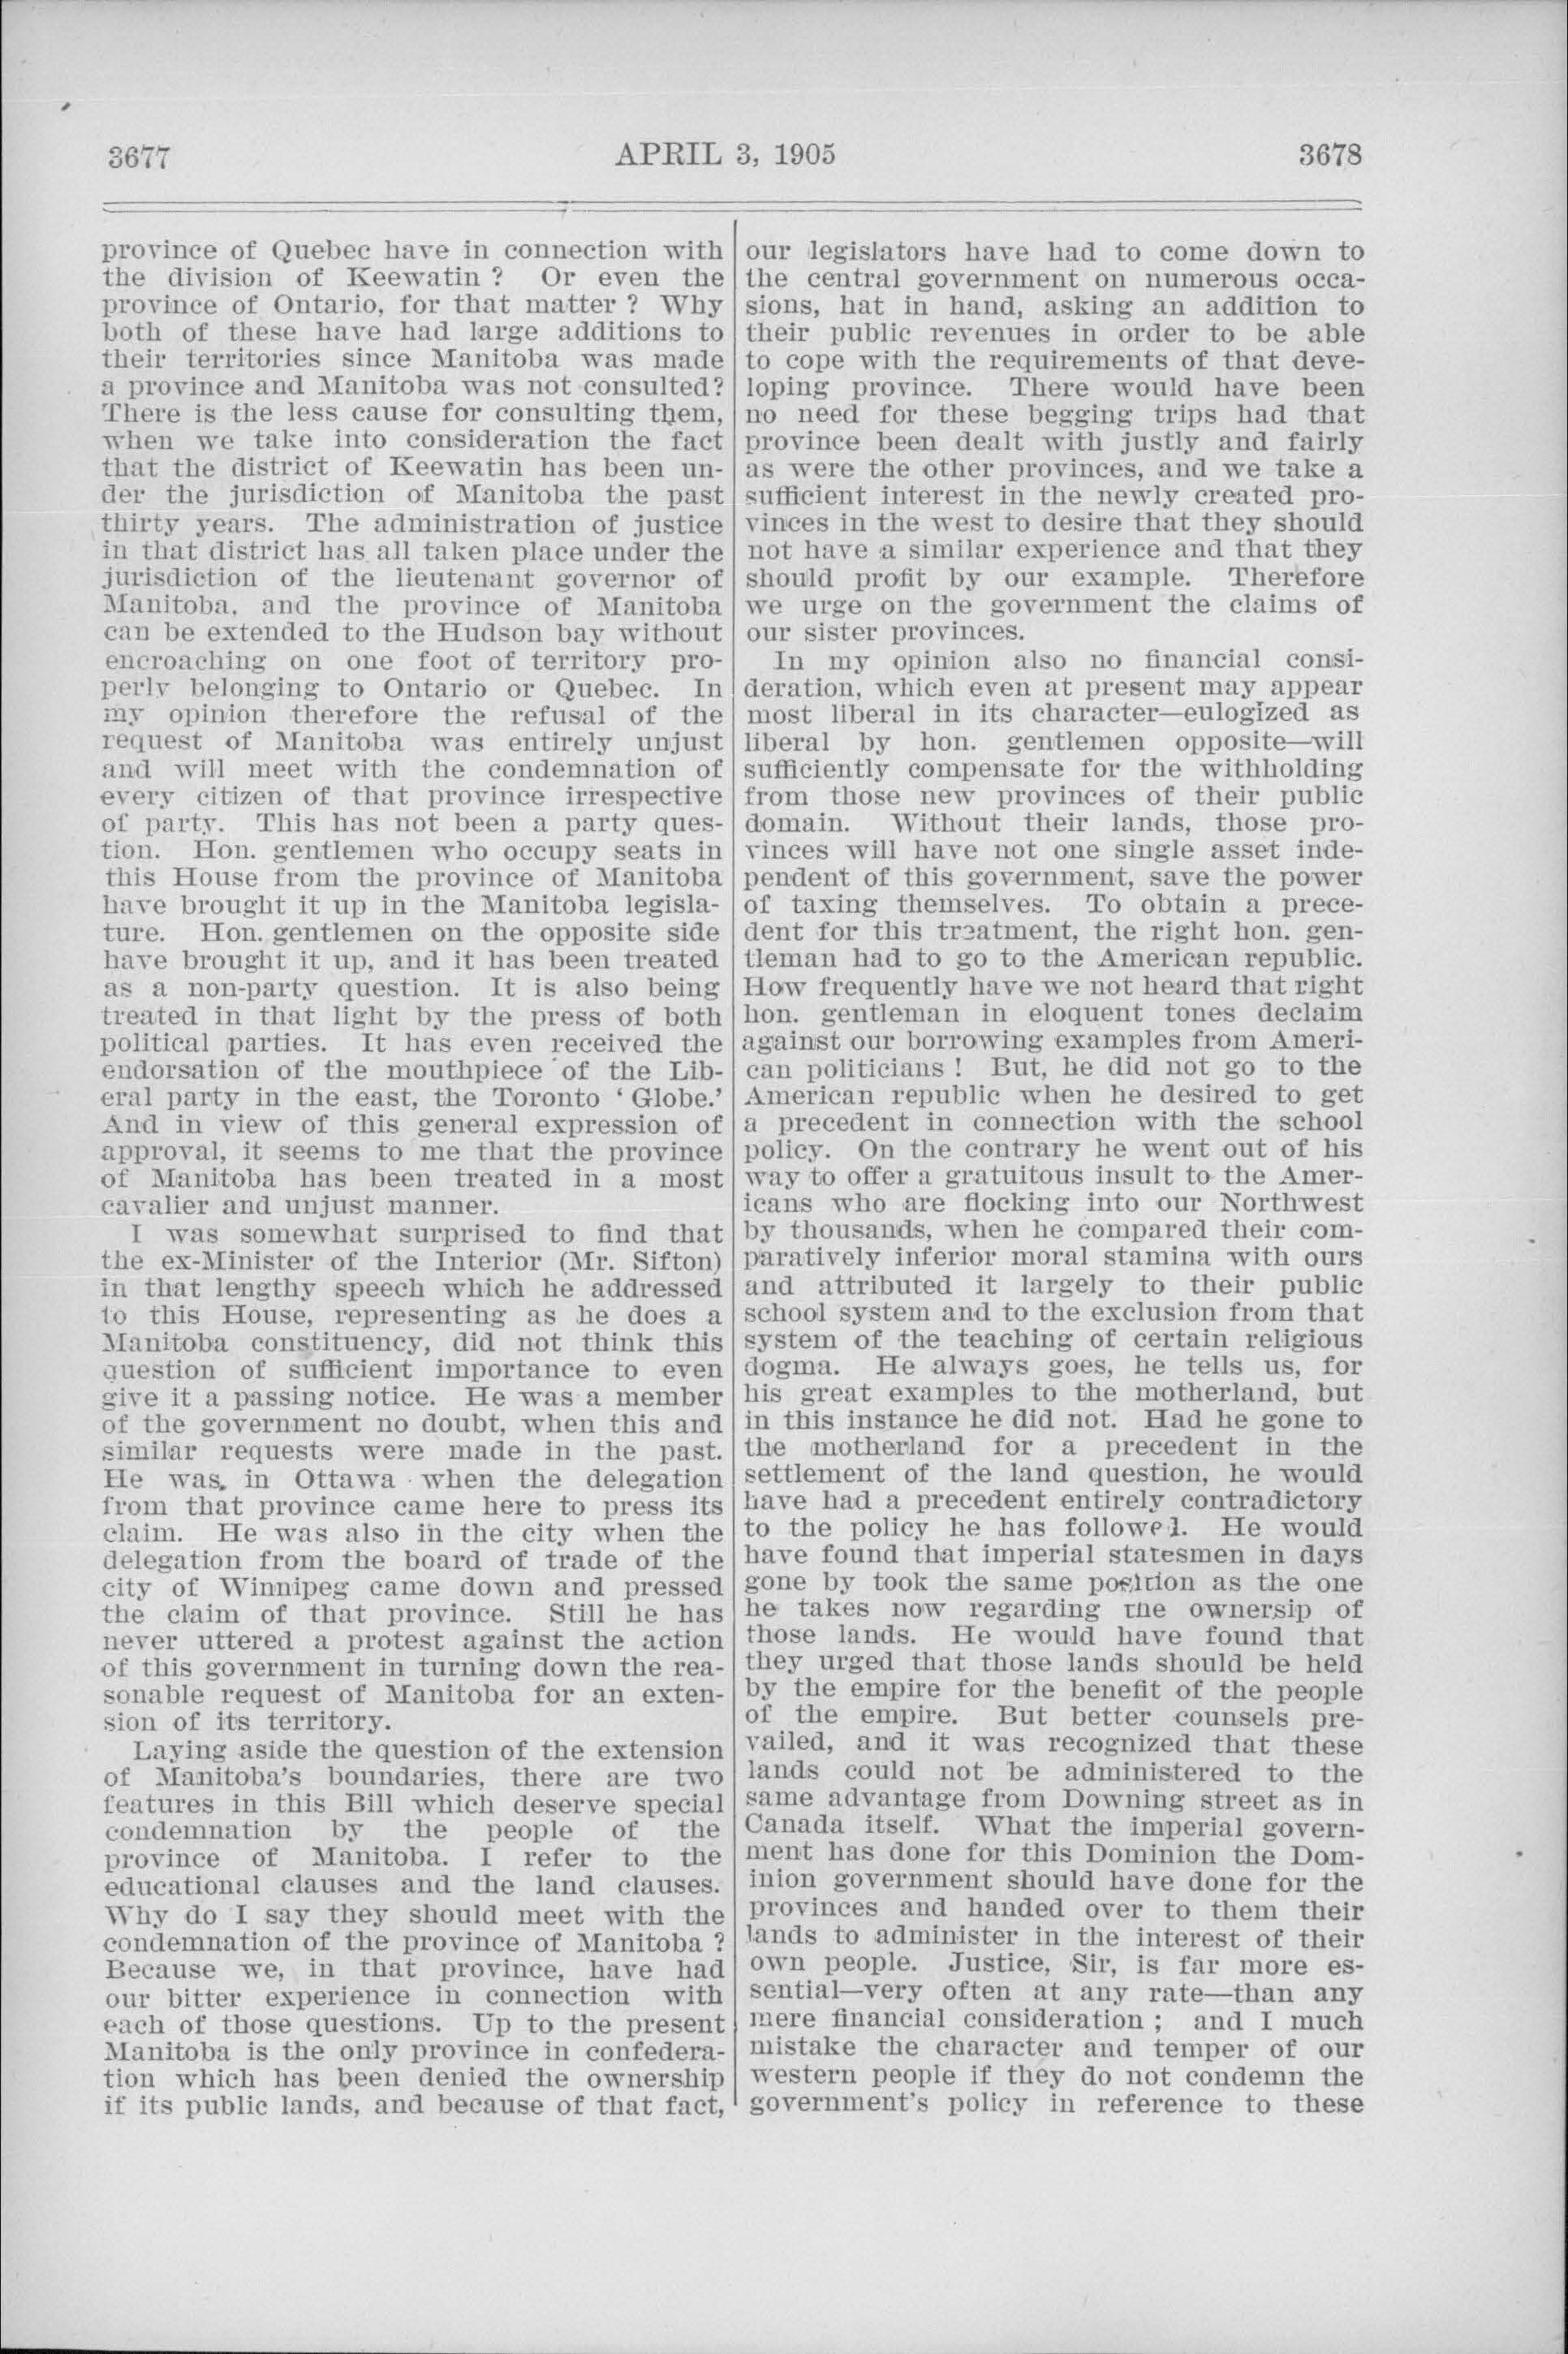 3677
APRIL 3, 1905
3678
province of Quebec have in connection with
the division of Keewatin ? Or even the
province of Ontario, for that matter ? Why
both of these have had large additions to
their territories since Manitoba was made
a province and Manitoba was not consulted?
There is the less cause for consulting them,
when we take into consideration the fact
that the district of Keewatin has been un-
der the jurisdiction of Manitoba the past
thirty years. The administration of justice
in that district has all taken place under the
jurisdiction of the lieutenant governor of
Manitoba, and the province of Manitoba
can be extended to the Hudson bay without
encroaching on one foot of territory pro-
perly belonging to Ontario or Quebec. In
my opinion therefore the refusal of the
request of Manitoba was entirely unjust
and will meet with the condemnation of
every citizen of that province irrespective
of party. This has not been a party ques-
tion. Hon. gentlemen who occupy seats in
this House from the province of Manitoba
have brought it up in the Manitoba legisla-
ture. Hon. gentlemen on the opposite side
have brought it up, and it has been treated
as a non-party question. It is also being
treated in that light by the press of both
political parties. It has even received the
endorsation of the mouthpiece of the Lib-
eral party in the east, the Toronto ‘ Globe.’
And in view of this general expression of
approval, it seems to me that the province
of Manitoba has been treated in a most
cavalier and unjust manner.
I was somewhat surprised to find that
the ex-Minister of the Interior (Mr. Sifton)
in that lengthy speech which he addressed
to this House, representing as he does a
Manitoba constituency, did not think this
question of sufficient importance to even
give it a passing notice. He was a member
of the government no doubt, when this and
similar requests were made in the past.
He was. in Ottawa when the delegation
from that province came here to press its
claim. He was also in the city when the
delegation from the board of trade of the
city of Winnipeg came down and pressed
the claim of that province. Still he has
never uttered a protest against the action
of this government in turning down the rea-
sonable request of Manitoba for an exten-
sion of its territory.
Laying aside the question of the extension
of Manitoba's boundaries, there are two
features in this Bill which deserve special
condemnation by the people of the
province of Manitoba. I refer to the
educational clauses and the land clauses.
Why do I say they should meet with the
condemnation of the province of Manitoba ?
Because we, in that province, have had
our bitter experience in connection with
each of those questions. Up to the present
Manitoba is the only province in confedera-
tion which has been denied the ownership
if its public lands, and because of that fact,
our legislators have had to come down to
the central government on numerous occa-
sions, hat in hand, asking an addition to
their public revenues in order to be able
to cope with the requirements of that deve-
loping province. There would have been
no need for these begging trips had that
province been dealt with justly and fairly
as were the other provinces, and we take a
sufficient interest in the newly created pro-
vinces in the west to desire that they should
not have a similar experience and that they
should profit by our example. Therefore
we urge on the government the claims of
our sister provinces.
In my opinion also no financial consi-
deration, which even at present may appear
most liberal in its character—eulogized as
liberal by hon. gentlemen opposite—will
sufficiently compensate for the withholding
from those new provinces of their public
domain. Without their lands, those pro-
vinces will have not one single asset inde-
pendent of this government, save the power
of taxing themselves. To obtain a prece-
dent for this treatment, the right hon. gen-
tleman had to go to the American republic.
How frequently have we not heard that right
hon. gentleman in eloquent tones declaim
against our borrowing examples from Ameri-
can politicians ! But, he did not go to the
American republic when he desired to get
a precedent in connection with the school
policy. On the contrary he went out of his
way to offer a gratuitous insult to the Amer-
icans who are flocking into our Northwest
by thousands, when he compared their com-
paratively inferior moral stamina with ours
and attributed it largely to their public
school system and to the exclusion from that
system of the teaching of certain religious
dogma. He always goes, he tells us, for
his great examples to the motherland, but
in this instance he did not. Had he gone to
the motherland for a precedent in the
settlement of the land question, he would
have had a precedent entirely contradictory
to the policy he has followed. He would
have found that imperial statesmen in days
gone by took the same position as the one
he takes now regarding the ownersip of
those lands. He would have found that
they urged that those lands should be held
by the empire for the benefit of the people
of the empire. But better counsels pre-
vailed, and it was recognized that these
lands could not be administered to the
same advantage from Downing street as in
Canada itself. What the imperial govern-
ment has done for this Dominion the Dom-
inion government should have done for the
provinces and handed over to them their
lands to administer in the interest of their
own people. Justice, Sir, is far more es-
sential—very often at any rate—than any
mere financial consideration ; and I much
mistake the character and temper of our
western people if they do not condemn the
government's policy in reference to these